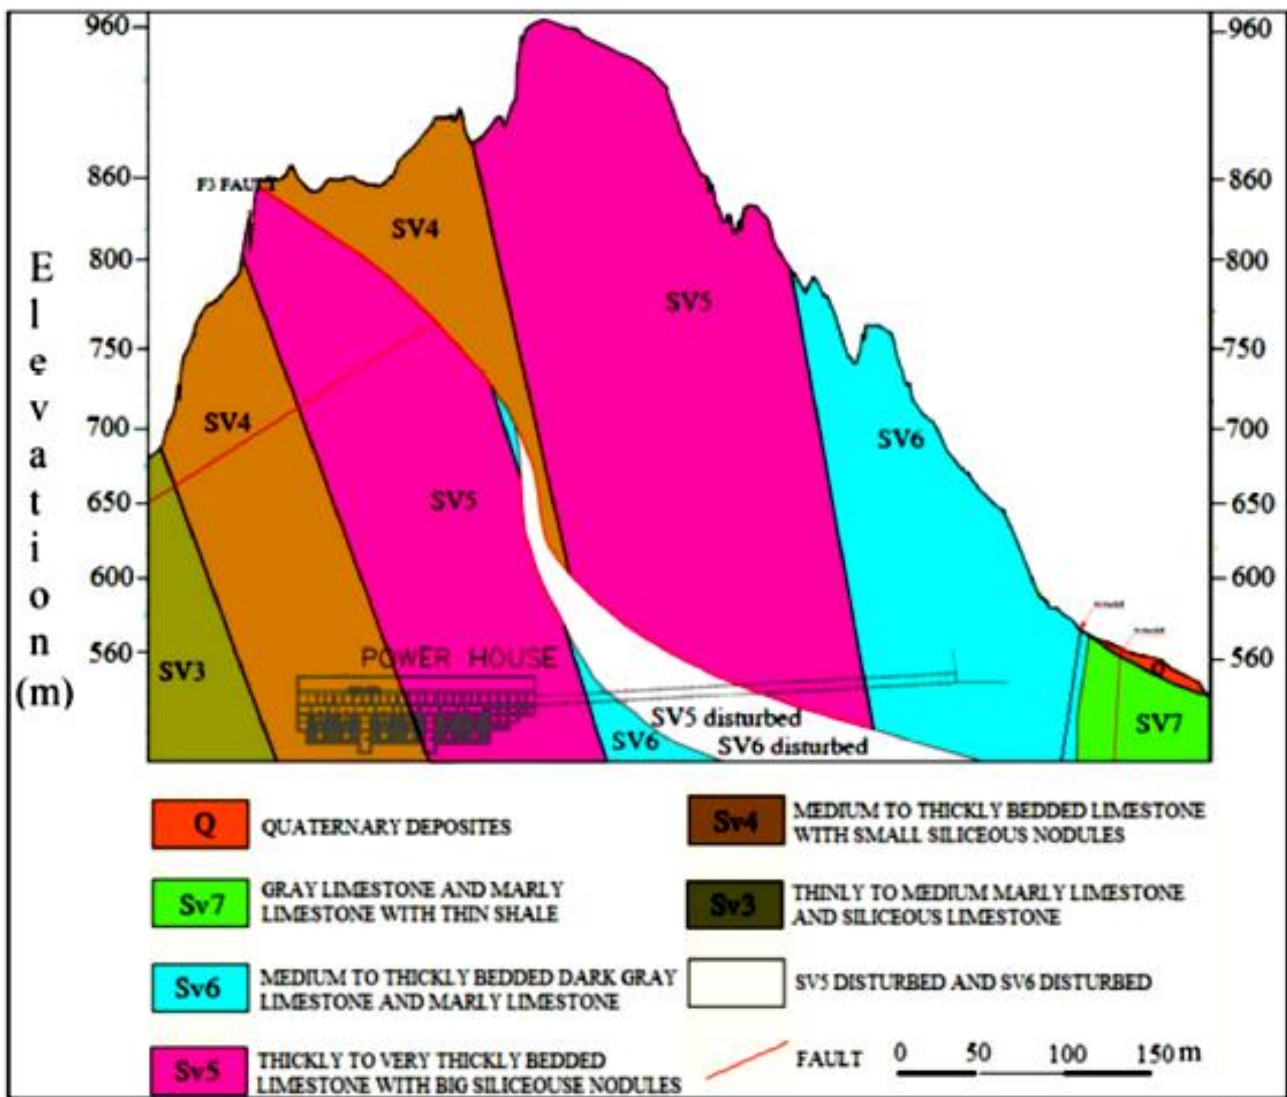 960
960
860
860
F3 FAULT
SV4
800
800
Elevation
(m)
SV5
750
750
SV4
700
700
SV6
650
650
SV5
600
600
560
560
POWER HOUSE
SV3
Q
SV5 disturbed
SV7
SV6
SV6 disturbed
Q
QUATERNARY DEPOSITES
Sv4
MEDIUM TO THICKLY BEDDED LIMESTONE
WITH SMALL SILICEOUS NODULES
Sv7
GRAY LIMESTONE AND MARLY
LIMESTONE WITH THIN SHALE
Sv3
THINLY TO MEDIUM MARLY LIMESTONE
AND SILICEOUS LIMESTONE
Sv6
MEDIUM TO THICKLY BEDDED DARK GRAY
LIMESTONE AND MARLY LIMESTONE
SV5 DISTURBED AND SV6 DISTURBED
Sv5
THICKLY TO VERY THICKLY BEDDED
LIMESTONE WITH BIG SILICEOUSE NODULES
FAULT
0 50 100 150 m